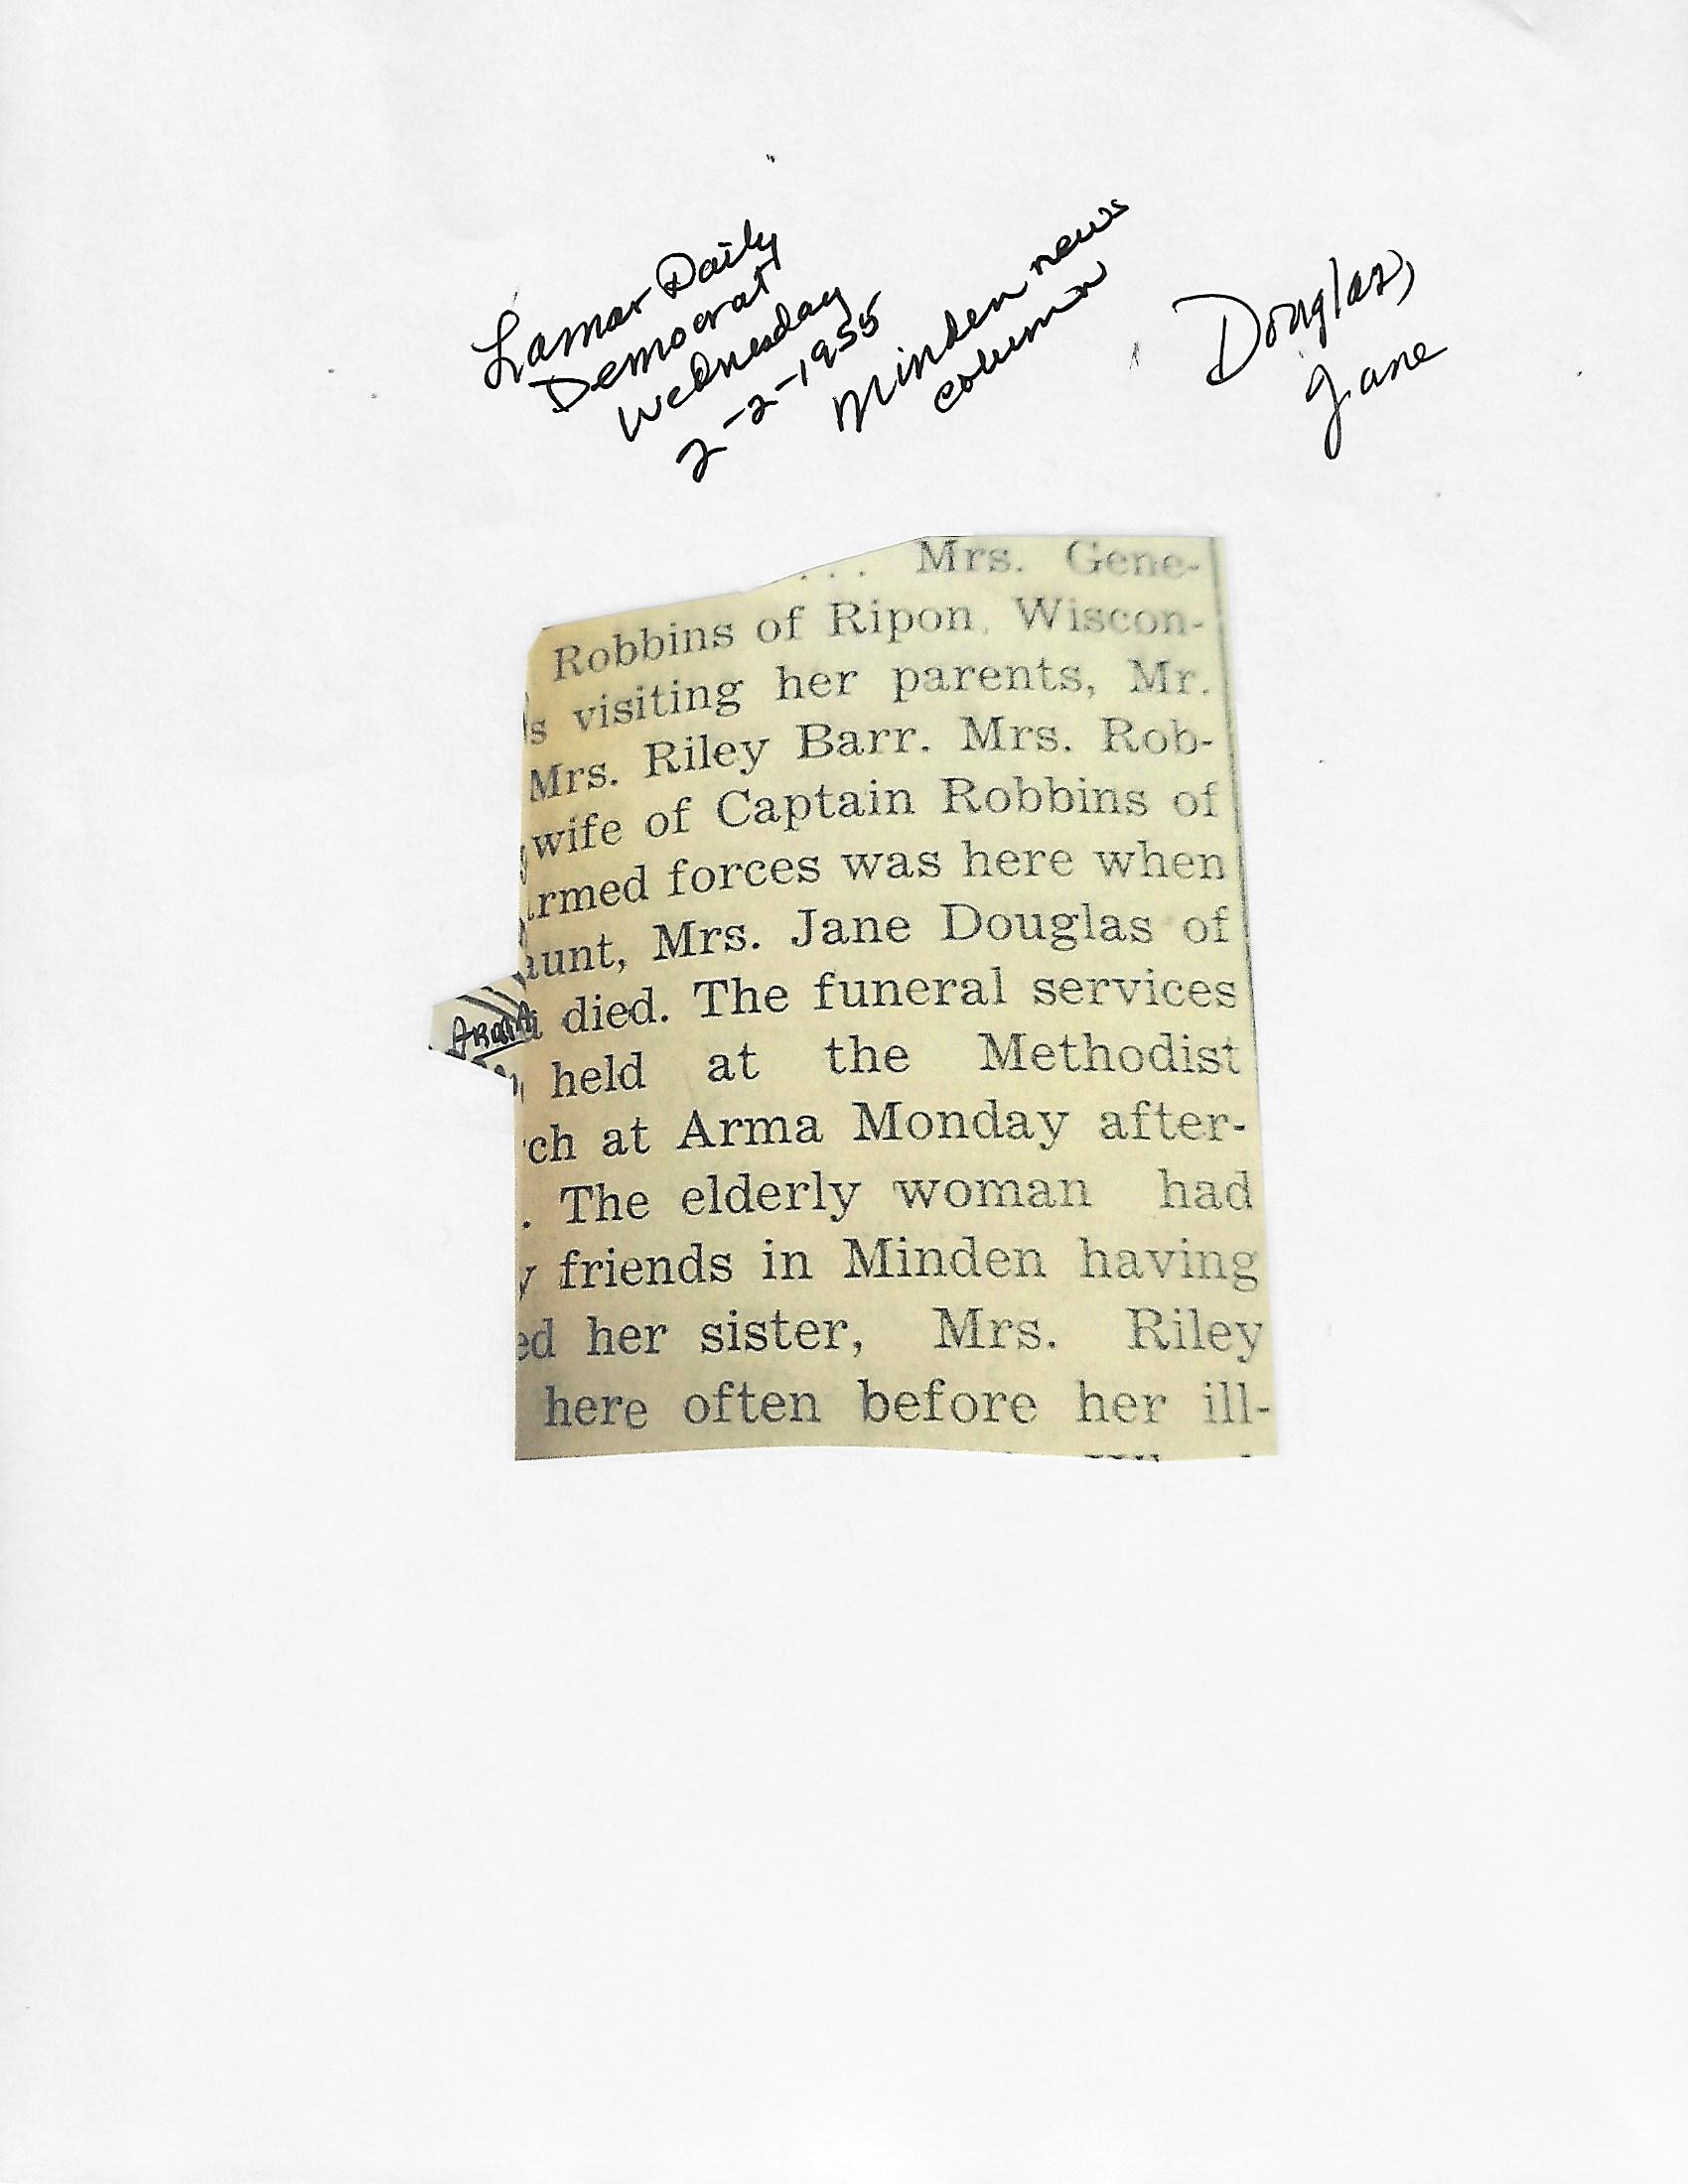 Lamar Daily
Democrat
Wednesday
2-2-1955
Minden news
column
Douglas,
Jane
... Mrs. Gene-
Robbins of Ripon, Wiscon-
s visiting her parents, Mr.
Mrs. Riley Barr. Mrs. Rob-
wife of Captain Robbins of
armed forces was here when
aunt, Mrs. Jane Douglas of
Arma
a died. The funeral services
held at the Methodist
ch at Arma Monday after-
. The elderly woman had
y friends in Minden having
ed her sister, Mrs. Riley
here often before her ill-